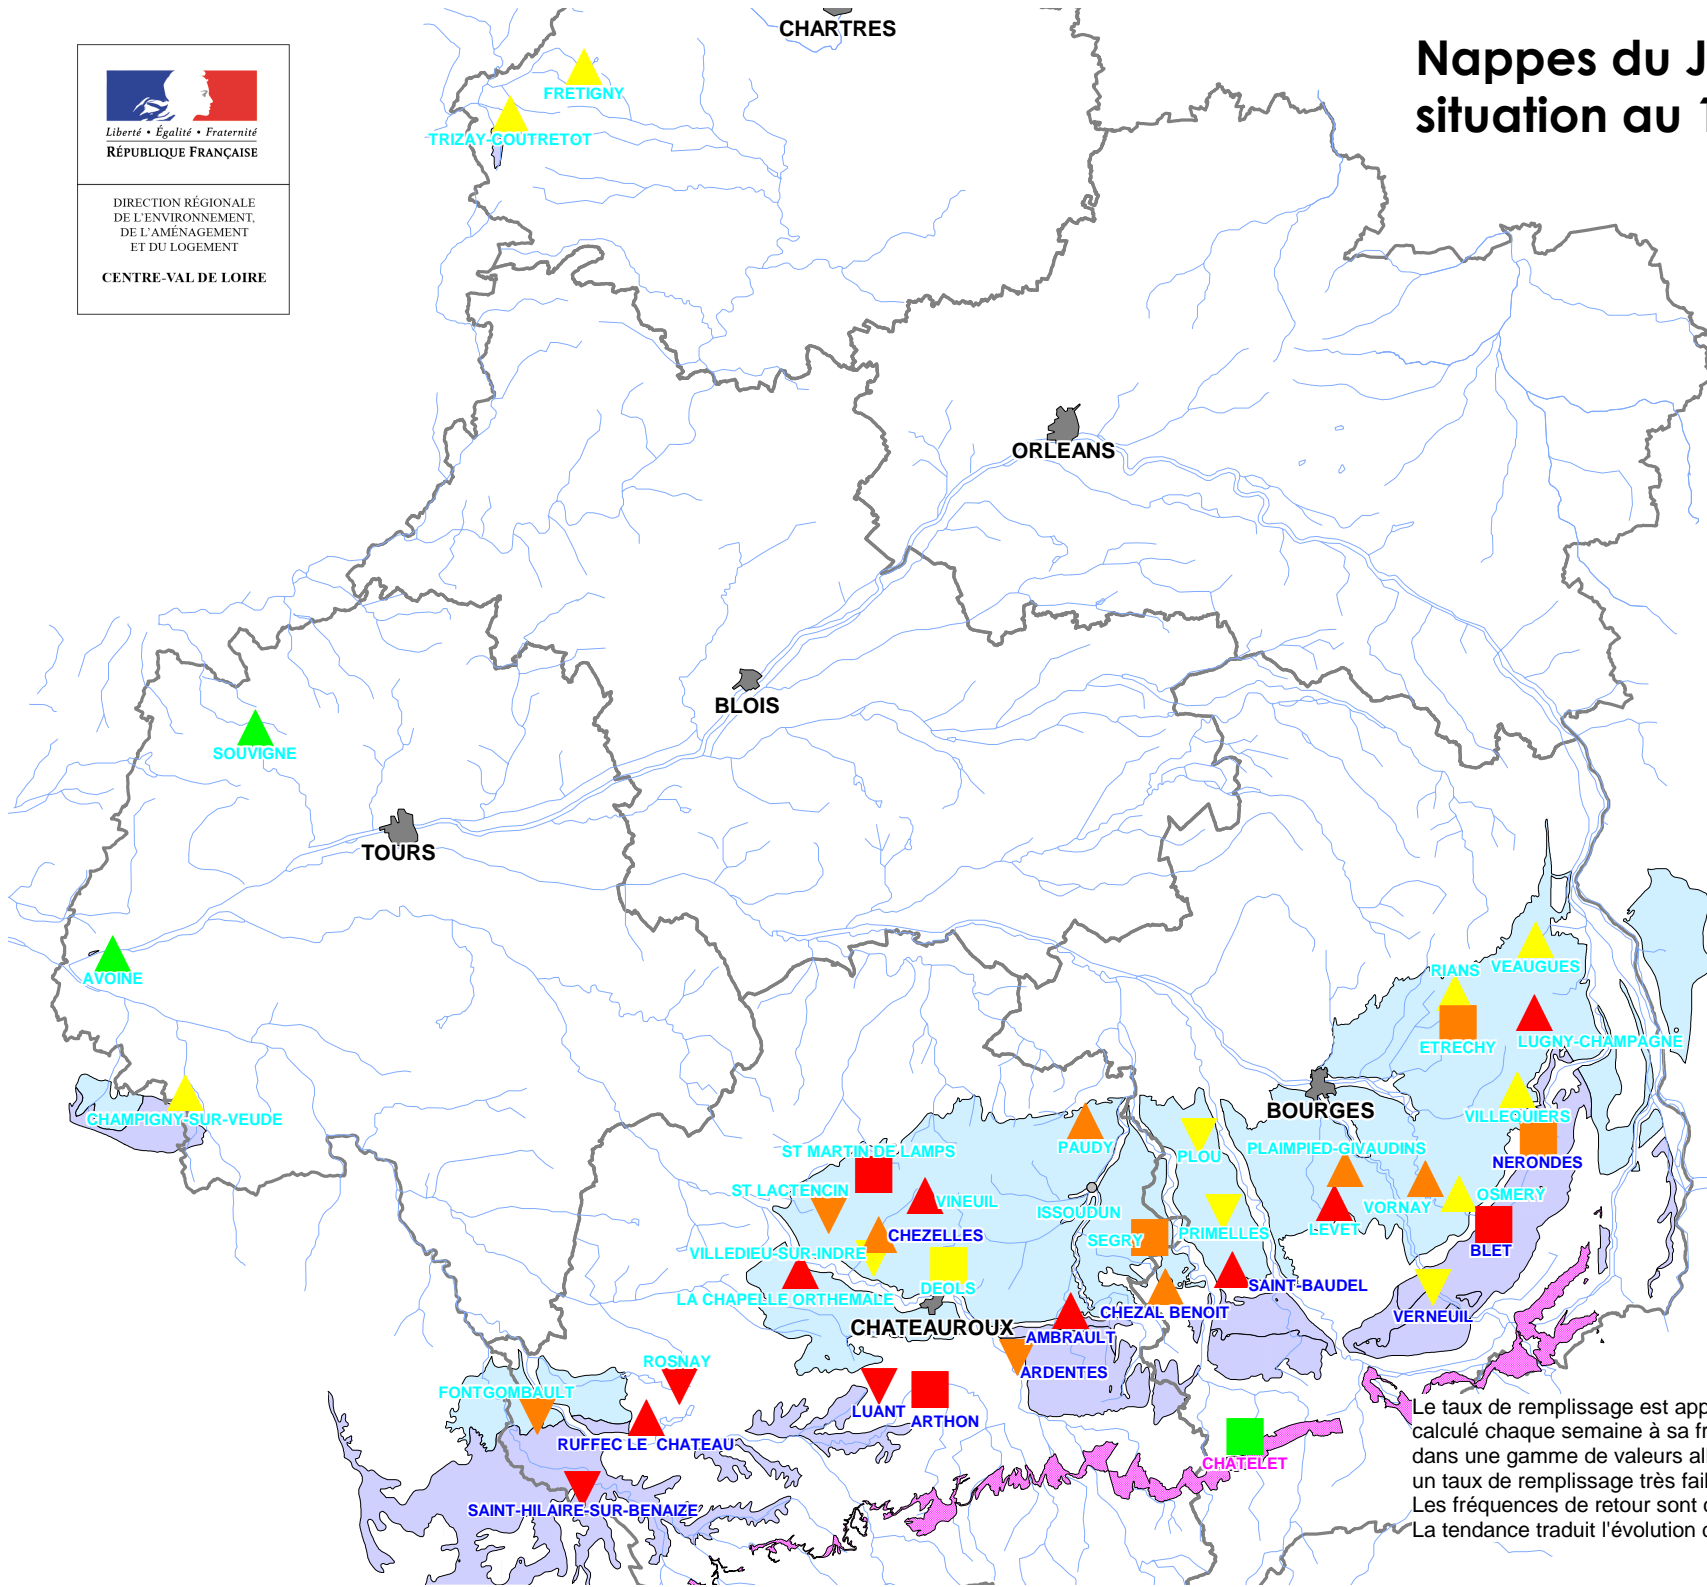 CHARTRES
Nappes du J
situation au 1
Liberté • Égalité • Fraternité
RÉPUBLIQUE FRANÇAISE
DIRECTION RÉGIONALE
DE L'ENVIRONNEMENT,
DE L'AMÉNAGEMENT
ET DU LOGEMENT
CENTRE-VAL DE LOIRE
FRETIGNY
TRIZAY-COUTRETOT
ORLEANS
BLOIS
SOUVIGNE
TOURS
AVOINE
RIANS
VEAUGUES
ETRECHY
LUGNY-CHAMPAGNE
CHAMPIGNY-SUR-VEUDE
BOURGES
VILLEQUIERS
ST MARTIN DE LAMPS
PAUDY
PLOU
PLAIMPIED-GIVAUDINS
NERONDES
ST LACTENCIN
VINEUIL
ISSOUDUN
VORNAY
OSMERY
CHEZELLES
SEGRY
PRIMELLES
LEVET
BLET
VILLEDIEU-SUR-INDRE
DEOLS
SAINT-BAUDEL
LA CHAPELLE ORTHEMALE
CHEZAL BENOIT
VERNEUIL
CHATEAUROUX
AMBRAULT
ROSNAY
ARDENTES
FONTGOMBAULT
LUANT
ARTHON
RUFFEC LE CHATEAU
CHATELET
SAINT-HILAIRE-SUR-BENAIZE
Le taux de remplissage est app
calculé chaque semaine à sa fr
dans une gamme de valeurs all
un taux de remplissage très faib
Les fréquences de retour sont c
La tendance traduit l'évolution d